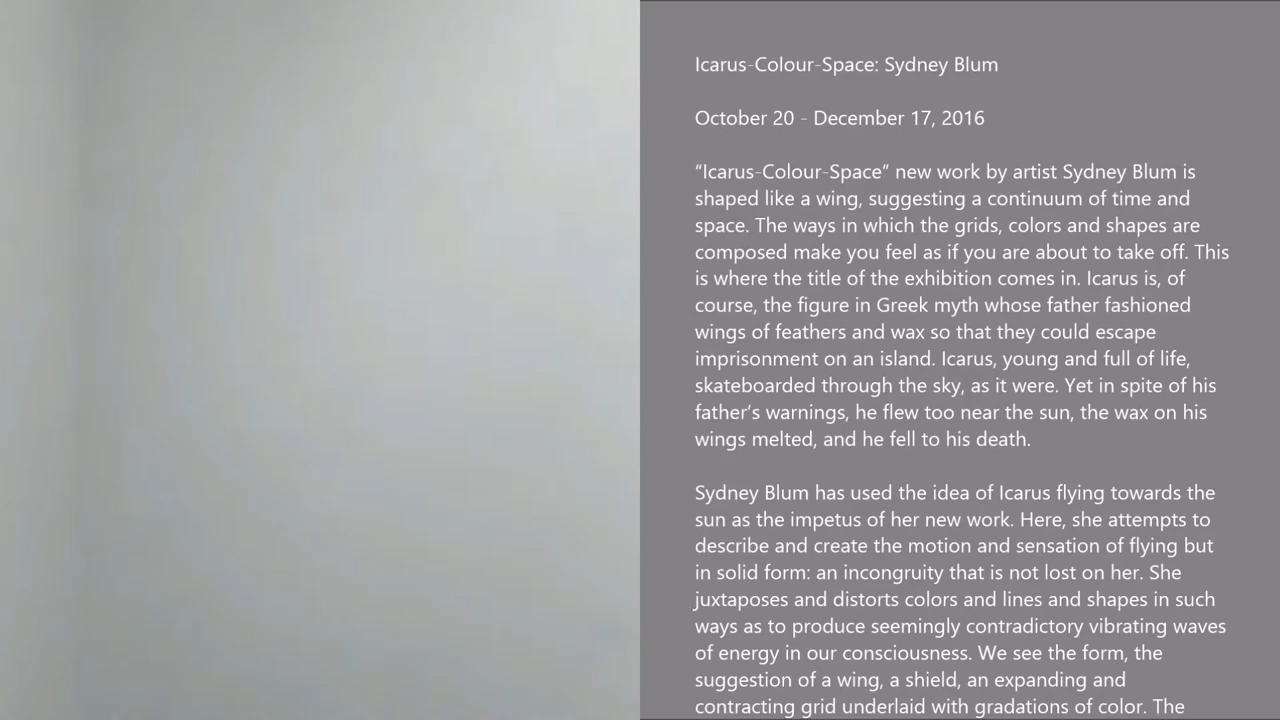 Icarus-Colour-Space: Sydney Blum
October 20 - December 17, 2016
“Icarus-Colour-Space” new work by artist Sydney Blum is
shaped like a wing, suggesting a continuum of time and
space. The ways in which the grids, colors and shapes are
composed make you feel as if you are about to take off. This
is where the title of the exhibition comes in. Icarus is, of
course, the figure in Greek myth whose father fashioned
wings of feathers and wax so that they could escape
imprisonment on an island. Icarus, young and full of life,
skateboarded through the sky, as it were. Yet in spite of his
father’s warnings, he flew too near the sun, the wax on his
wings melted, and he fell to his death.
Sydney Blum has used the idea of Icarus flying towards the
sun as the impetus of her new work. Here, she attempts to
describe and create the motion and sensation of flying but
in solid form: an incongruity that is not lost on her. She
juxtaposes and distorts colors and lines and shapes in such
ways as to produce seemingly contradictory vibrating waves
of energy in our consciousness. We see the form, the
suggestion of a wing, a shield, an expanding and
contracting grid underlaid with gradations of color. The